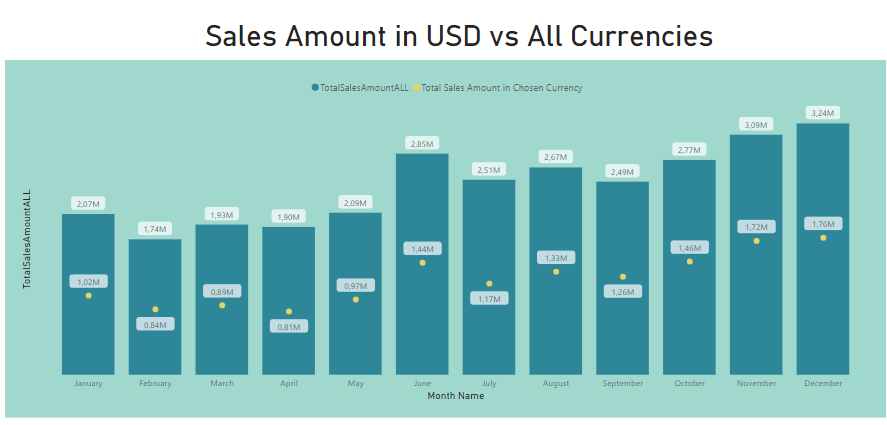 Sales Amount in USD vs All Currencies
TotalSalesAmountALL Total Sales Amount in Chosen Currency
TotalSalesAmountALL
2,07M
1,74M
1,93M
1,90M
2,09M
2,85M
2,51M
2,67M
2,49M
2,77M
3,09M
3,24M
1,02M
0,84M
0,89M
0,81M
0,97M
1,44M
1,17M
1,33M
1,26M
1,46M
1,72M
1,76M
January February March April May June July August September October November December
Month Name